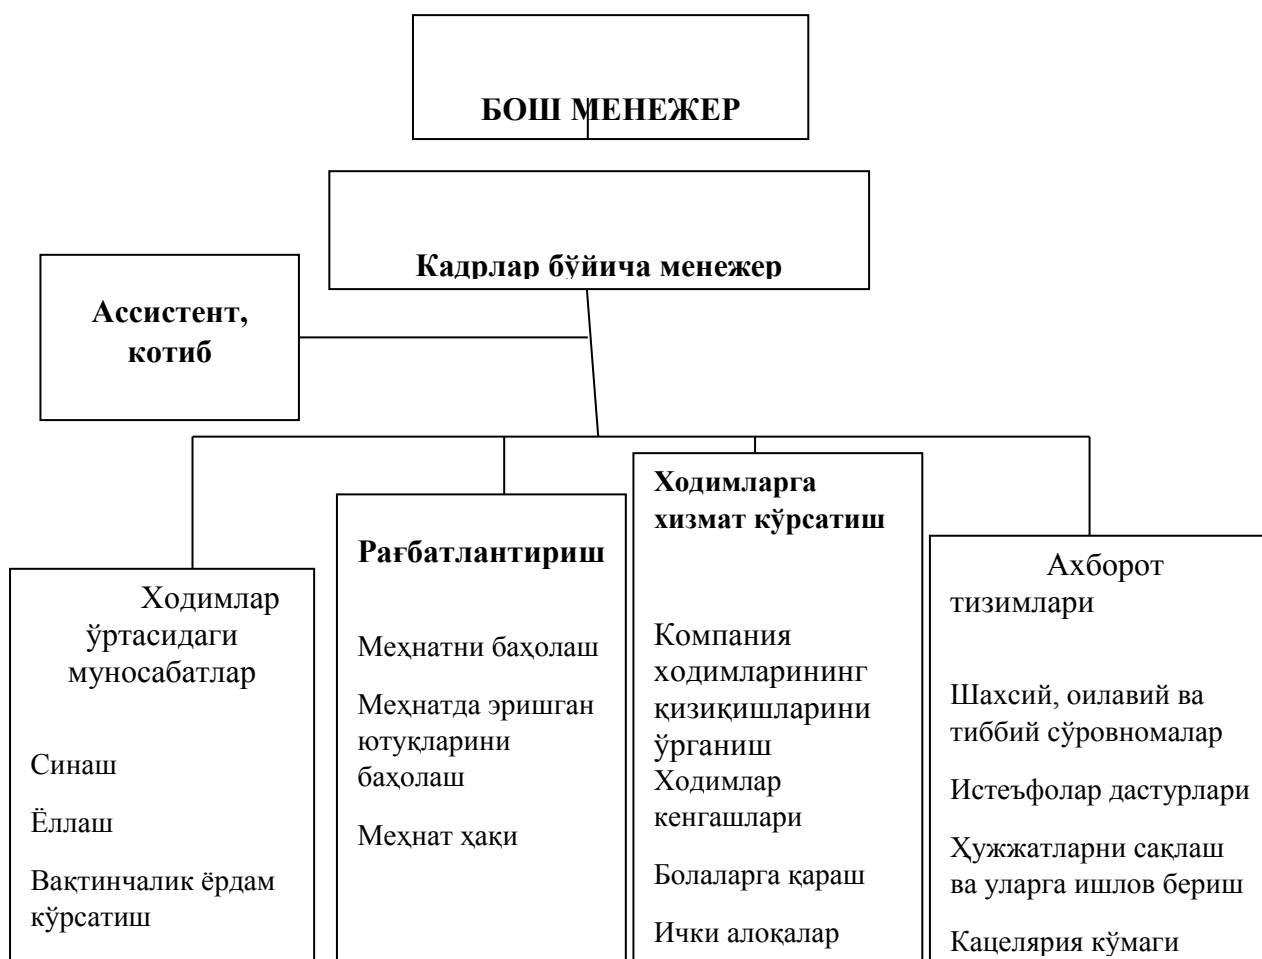 БОШ МЕНЕЖЕР
Кадрлар бўйича менежер
Ассистент,
котиб
Ходимлар
ўртасидаги
муносабатлар
Синаш
Ёллаш
Вақтинчалик ёрдам
кўрсатиш
Рағбатлантириш
Меҳнатни баҳолаш
Меҳнатда эришган
ютуқларини
баҳолаш
Меҳнат ҳақи
Ходимларга
хизмат кўрсатиш
Компания
ходимларининг
қизиқишларини
ўрганиш
Ходимлар
кенгашлари
Болаларга қараш
Ички алоқалар
Ахборот
тизимлари
Шахсий, оилавий ва
тиббий сўровномалар
Истеъфолар дастурлари
Ҳужжатларни сақлаш
ва уларга ишлов бериш
Кацелярия кўмаги